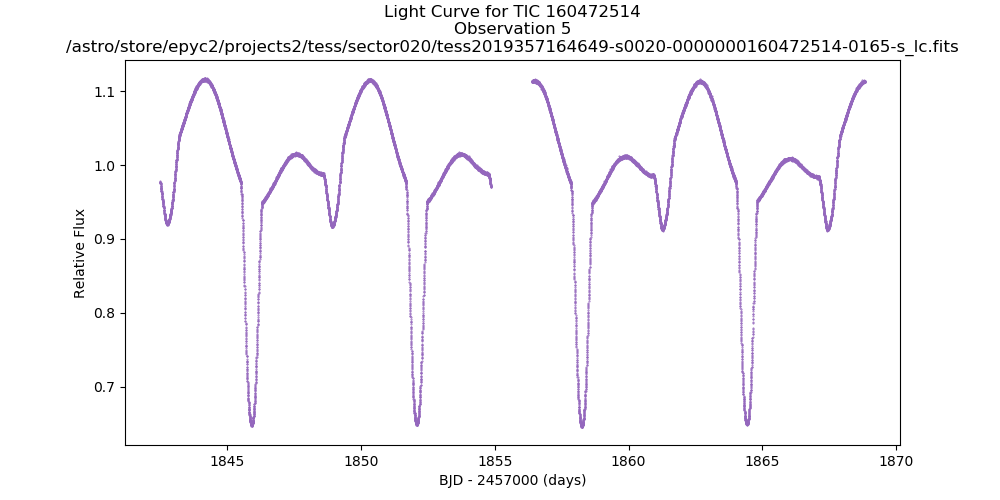 Light Curve for TIC 160472514
Observation 5
/astro/store/epyc2/projects2/tess/sector020/tess2019357164649-s0020-0000000160472514-0165-s_lc.fits
1.1
1.0
0.9
0.8
0.7
Relative Flux
1845 1850 1855 1860 1865 1870
BJD - 2457000 (days)